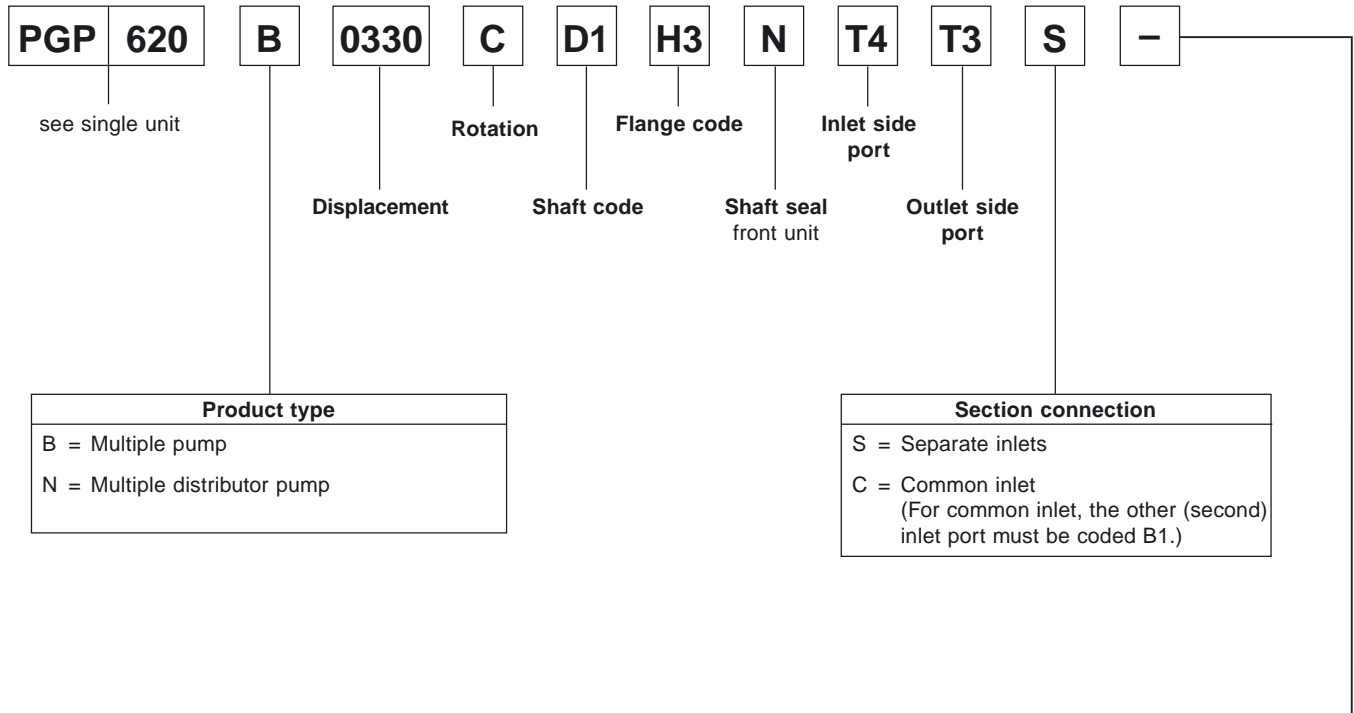 PGP 620 B 0330 C D1 H3 N T4 T3 S –
see single unit
Rotation
Flange code
Inlet side
port
Displacement
Shaft code
Shaft seal
front unit
Outlet side
port
Product type
B = Multiple pump
N = Multiple distributor pump
Section connection
S = Separate inlets
C = Common inlet
(For common inlet, the other (second)
inlet port must be coded B1.)